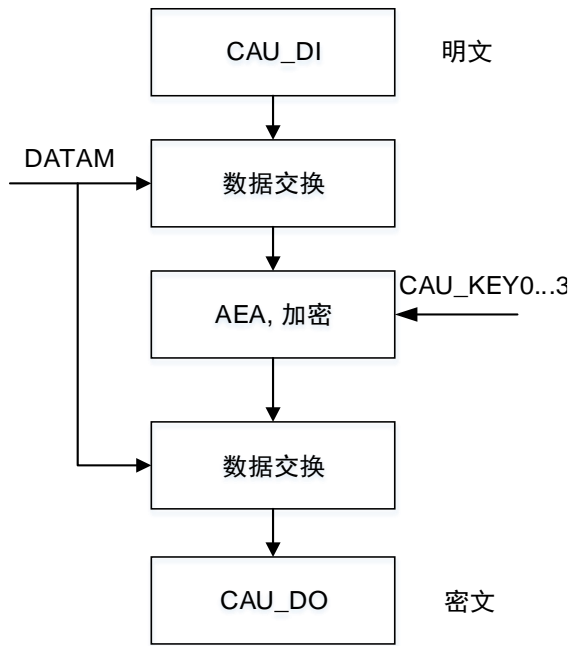 CAU_DI
明文
DATAM
数据交换
CAU_KEY0...3
AEA, 加密
数据交换
CAU_DO
密文